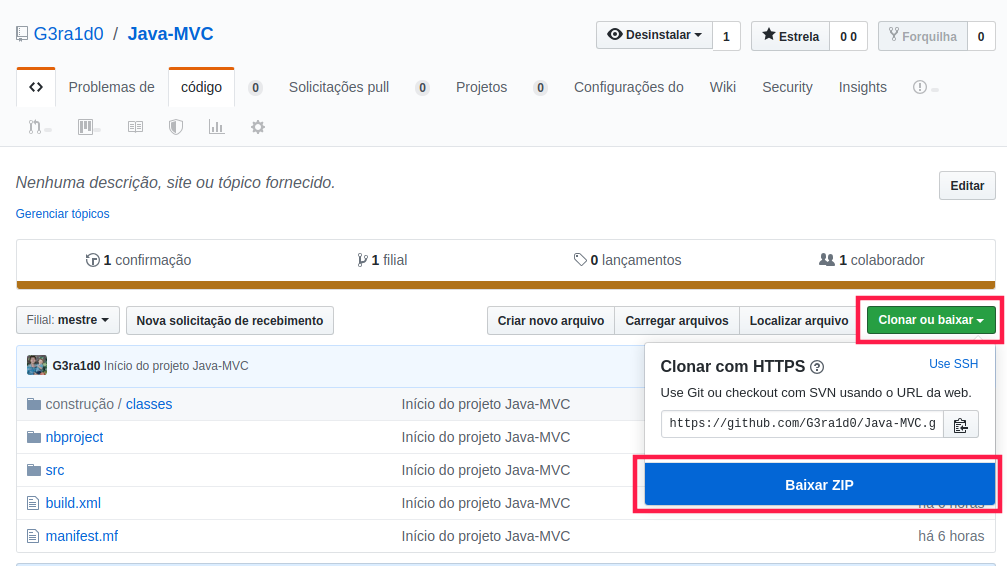 G3ra1d0 / Java-MVC
Desinstalar 1 Estrela 0 0 Forquilha 0
Problemas de código 0 Solicitações pull 0 Projetos 0 Configurações do Wiki Security Insights
Nenhuma descrição, site ou tópico fornecido.
Editar
Gerenciar tópicos
1 confirmação 1 filial 0 lançamentos 1 colaborador
Filial: mestre Nova solicitação de recebimento Criar novo arquivo Carregar arquivos Localizar arquivo Clonar ou baixar
G3ra1d0 Início do projeto Java-MVC
Clonar com HTTPS Use SSH
Use Git ou checkout com SVN usando o URL da web.
https://github.com/G3ra1d0/Java-MVC.g
Baixar ZIP
construção / classes Início do projeto Java-MVC
nbproject Início do projeto Java-MVC
src Início do projeto Java-MVC
build.xml Início do projeto Java-MVC há 6 horas
manifest.mf Início do projeto Java-MVC há 6 horas